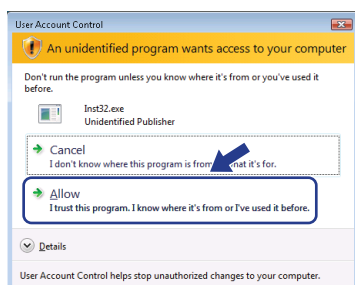 User Account Control
An unidentified program wants access to your computer
Don't run the program unless you know where it's from or you've used it
before.
Inst32.exe
Unidentified Publisher
Cancel
I don't know where this program is from what it's for.
Allow
I trust this program. I know where it's from or I've used it before.
Details
User Account Control helps stop unauthorized changes to your computer.